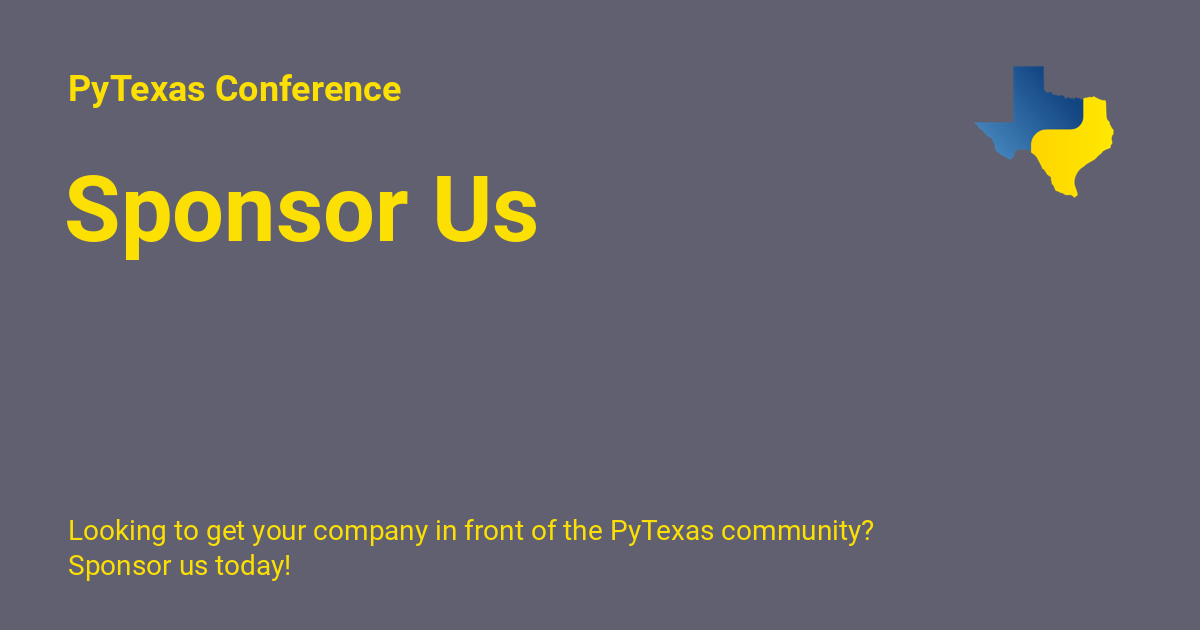 PyTexas Conference
Sponsor Us
Looking to get your company in front of the PyTexas community?
Sponsor us today!